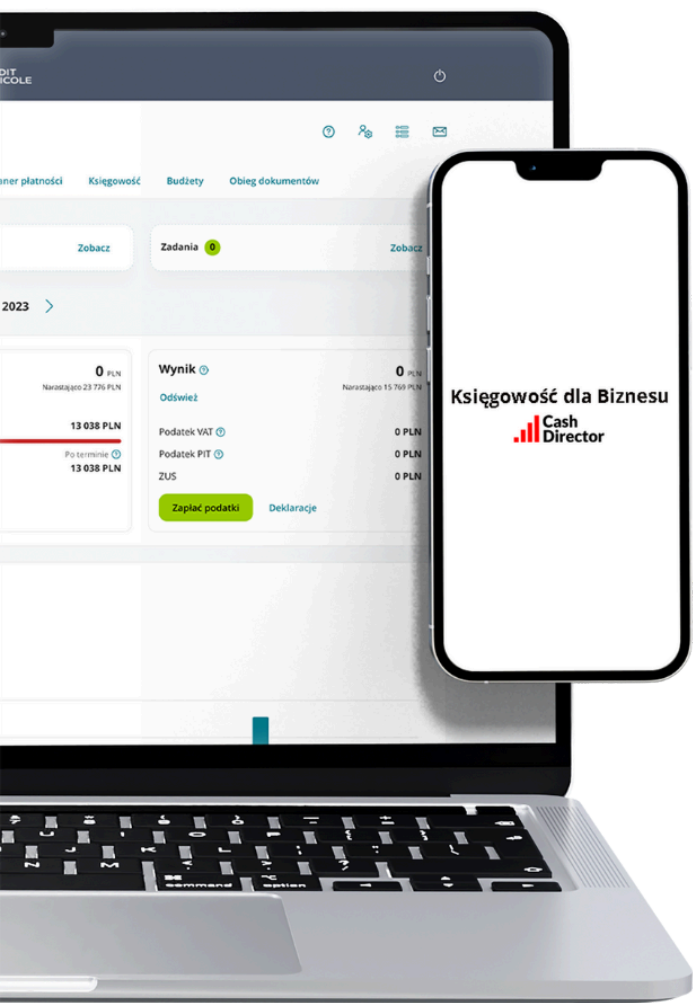 DIT
ICOLE
ner płatności Księgowość Budżety Obieg dokumentów
Zobacz
Zadania 0 Zobacz
2023
0 PLN
Narastająco 23 776 PLN
13 038 PLN
Po terminie
13 038 PLN
Wynik 0 PLN
Narastająco 15 769 PLN
Odśwież
Podatek VAT 0 PLN
Podatek PIT 0 PLN
ZUS 0 PLN
Zapłać podatki Deklaracje
Księgowość dla Biznesu
Cash
Director
command option